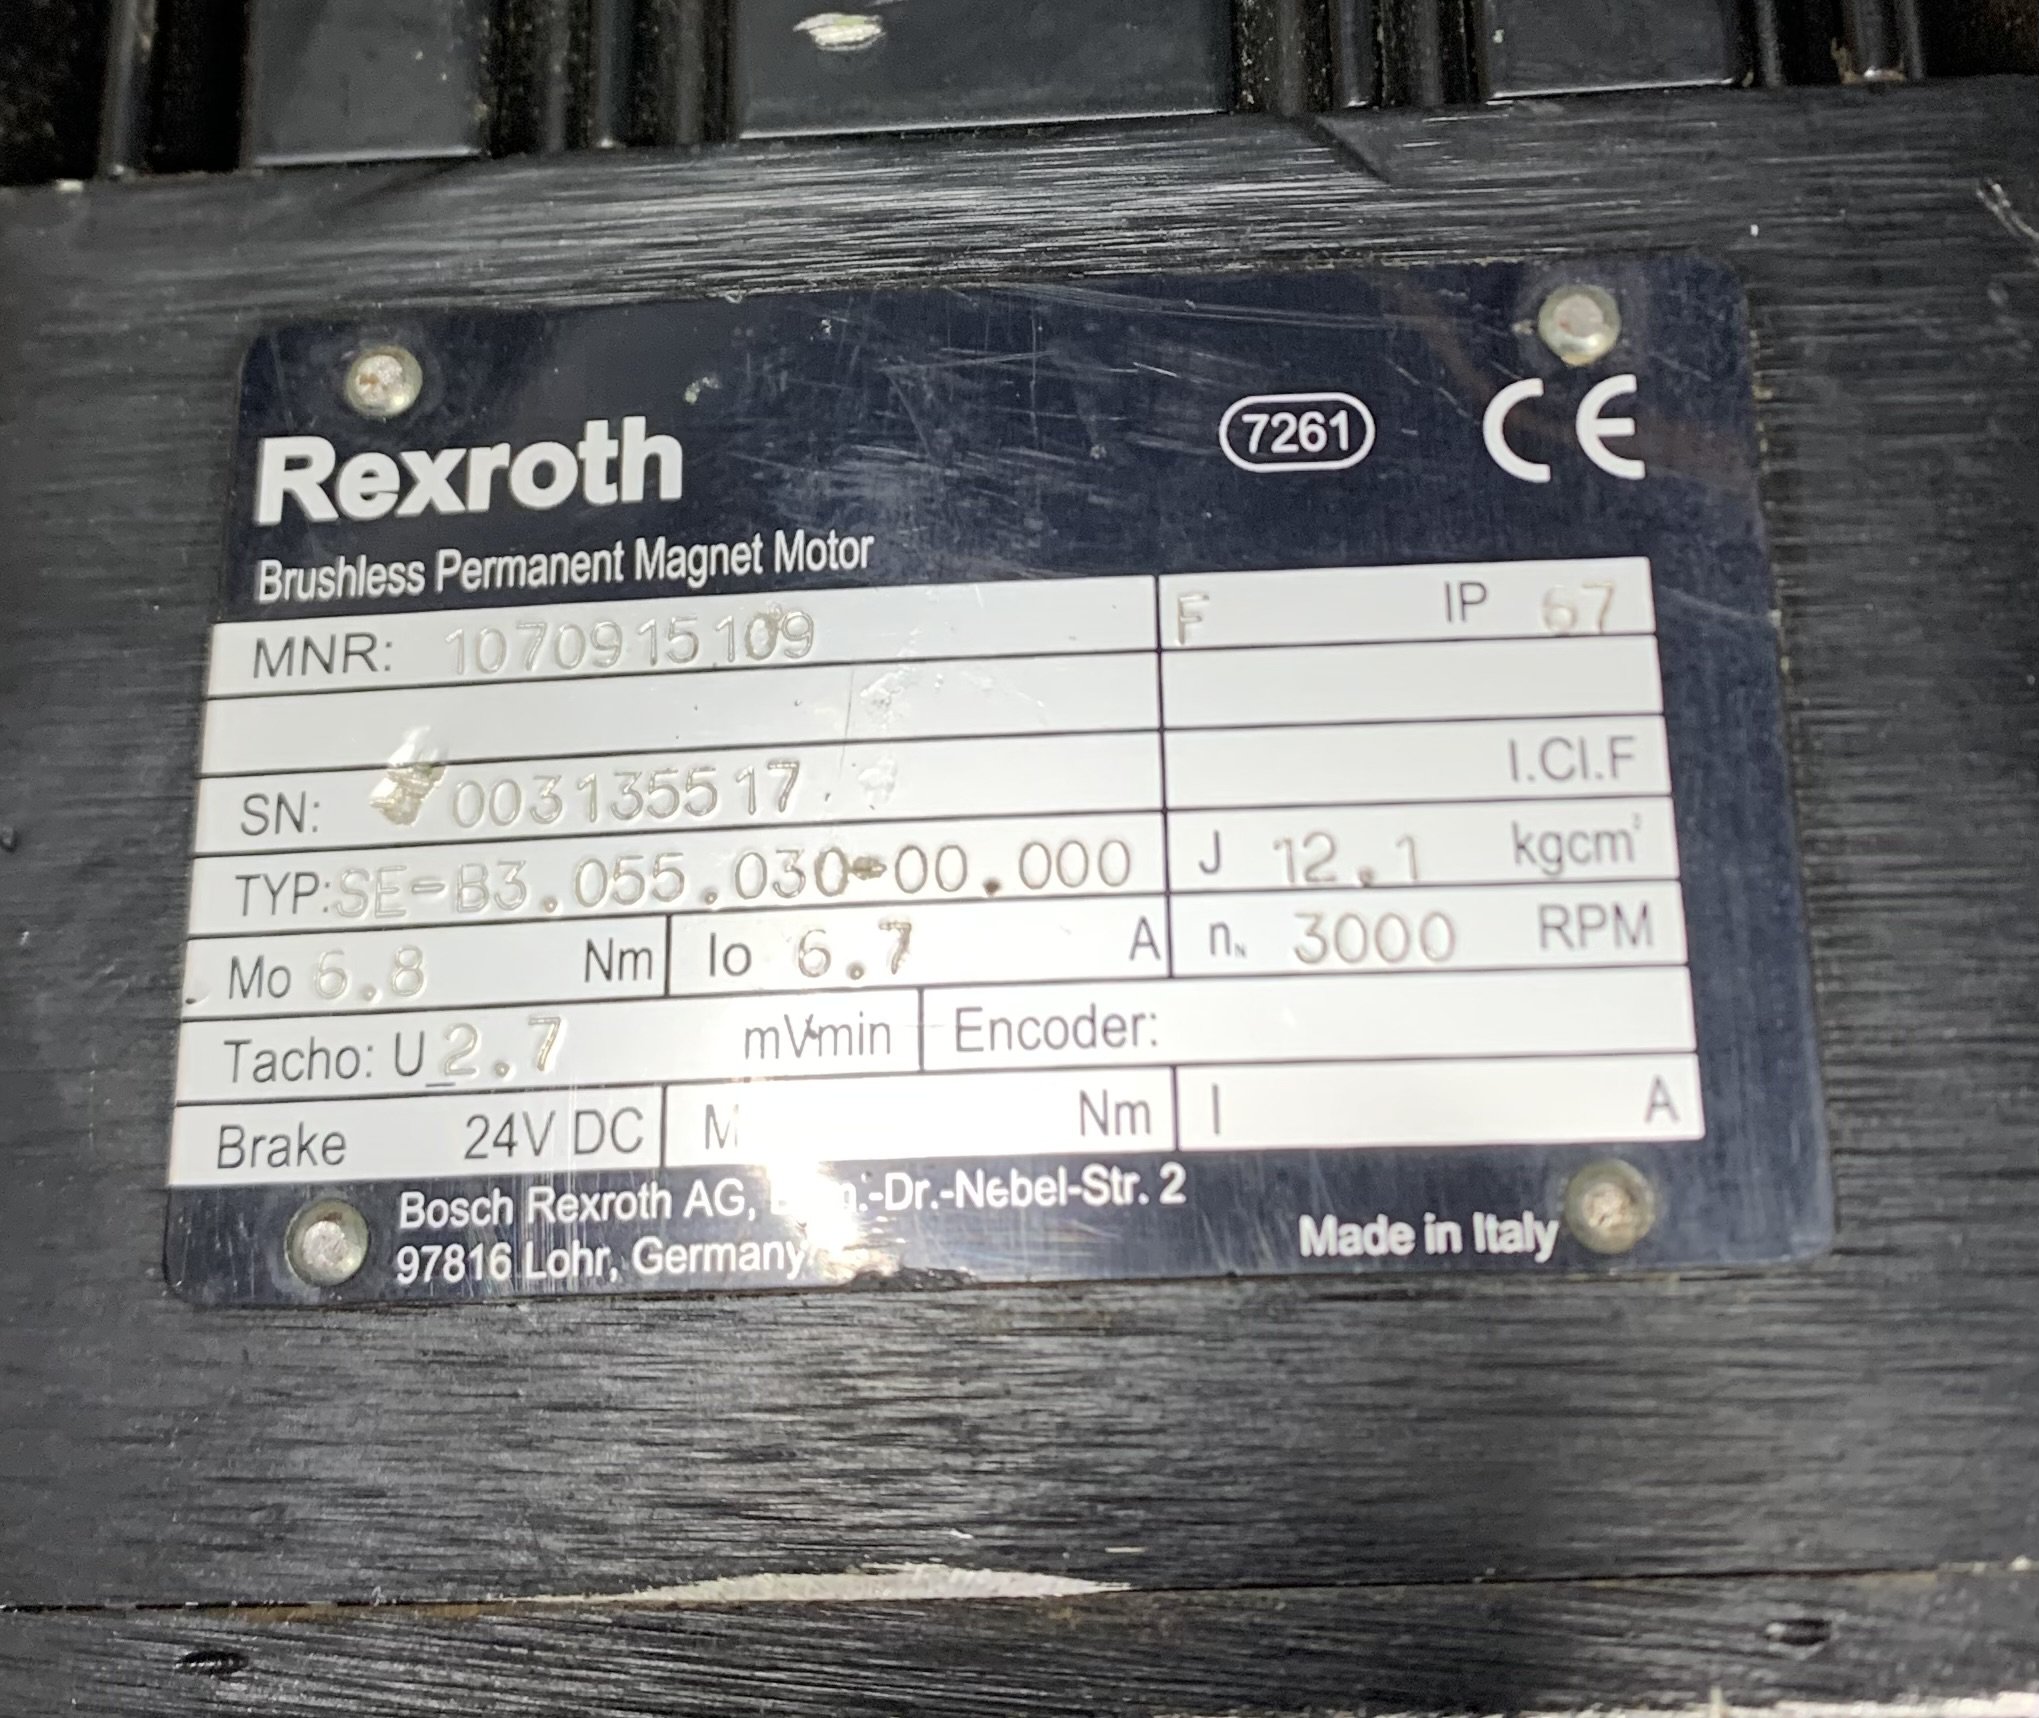 Rexroth
7261 CE
Brushless Permanent Magnet Motor
MNR: 1070915109 F IP 67
SN: 003135517 I.Cl.F
TYP:SE-B3.055.030-00.000 J 12.1 kgcm²
Mo 6.8 Nm Io 6.7 A nN 3000 RPM
Tacho: U 2.7 mVmin Encoder:
Brake 24V DC M Nm I A
Bosch Rexroth AG, -Dr.-Nebel-Str. 2
97816 Lohr, Germany
Made in Italy